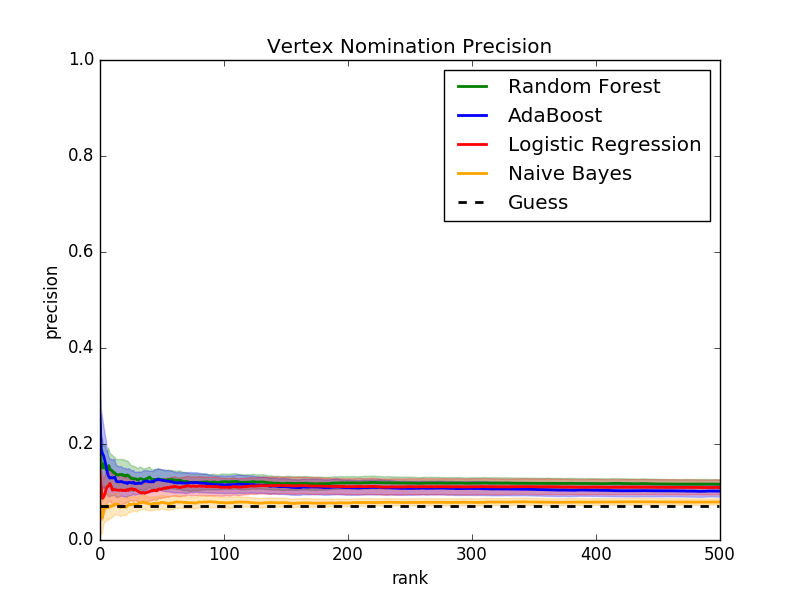 Vertex Nomination Precision
1.0
0.8
0.6
0.4
0.2
0.0
precision
Random Forest
AdaBoost
Logistic Regression
Naive Bayes
Guess
0 100 200 300 400 500
rank